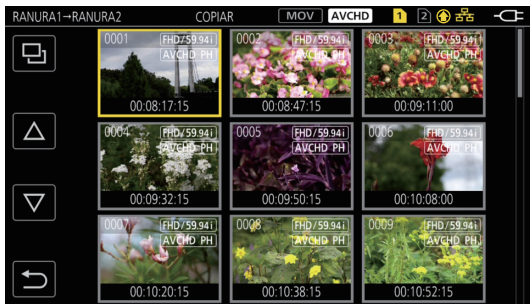 RANURA1→RANURA2 COPIAR MOV AVCHD 1 2
0001 FHD/59.94i AVCHD PH
00:08:17:15
0002 FHD/59.94i AVCHD PH
00:08:47:15
0003 FHD/59.94i AVCHD PH
00:09:11:00
0004 FHD/59.94i AVCHD PH
00:09:32:15
0005 FHD/59.94i AVCHD PH
00:09:50:15
0006 FHD/59.94i AVCHD PH
00:10:08:00
0007 FHD/59.94i AVCHD PH
00:10:20:15
0008 FHD/59.94i AVCHD PH
00:10:38:15
0009 FHD/59.94i AVCHD PH
00:10:52:15